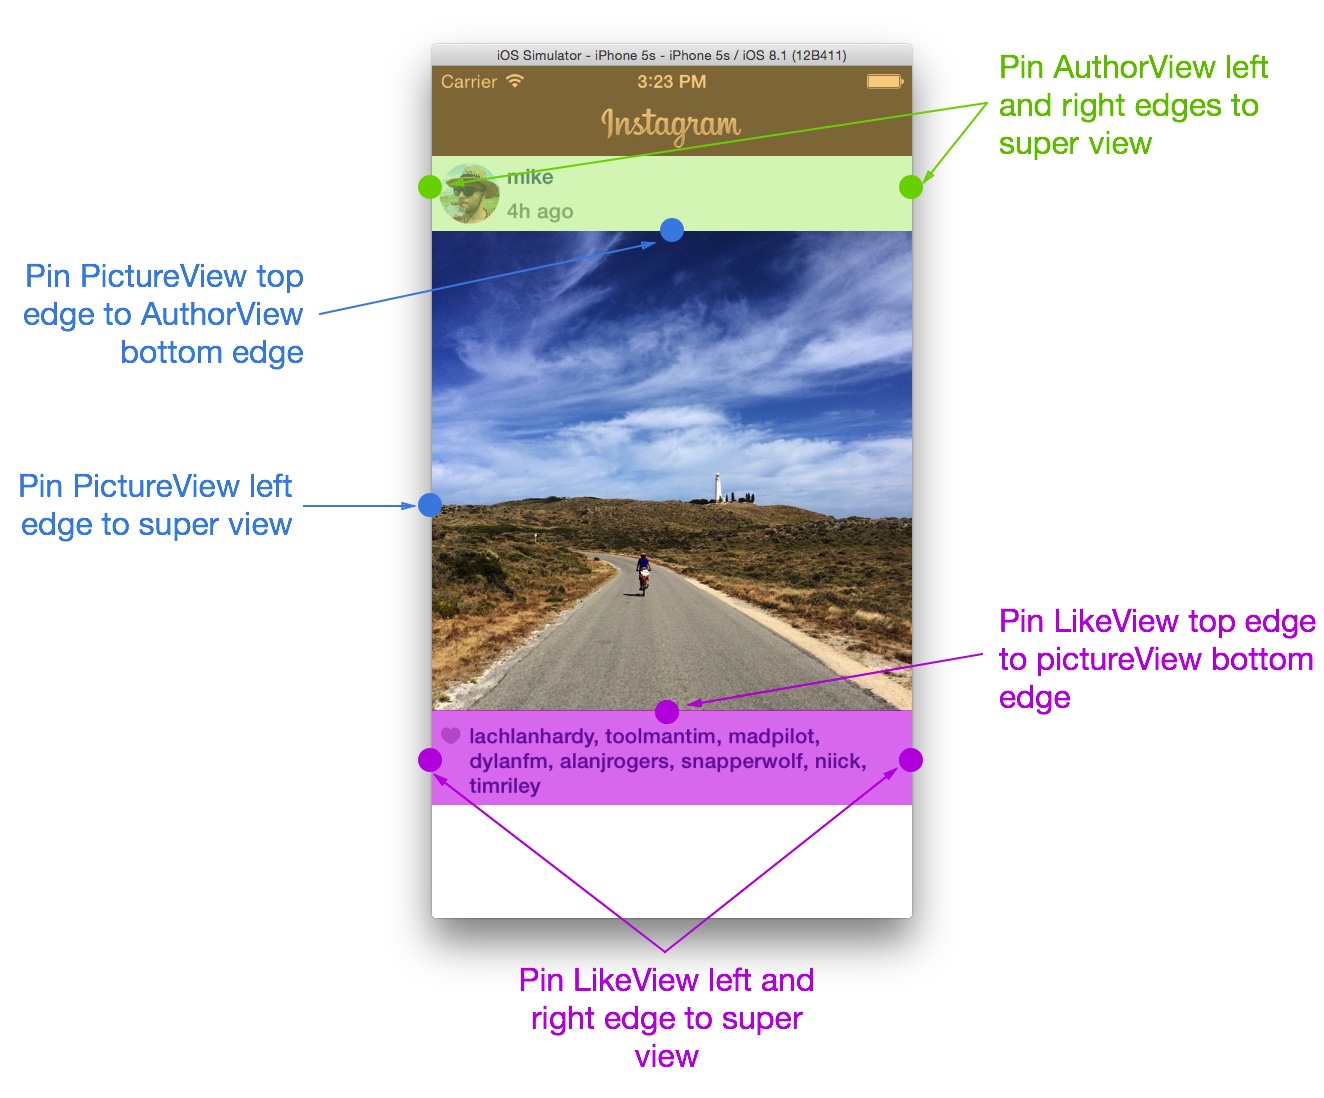 iOS Simulator - iPhone 5s - iPhone 5s / iOS 8.1 (12B411)
Carrier 3:23 PM
Instagram
Pin AuthorView left
and right edges to
super view
mike
4h ago
Pin PictureView top
edge to AuthorView
bottom edge
Pin PictureView left
edge to super view
Pin LikeView top edge
to pictureView bottom
edge
lachlanhardy, toolmantim, madpilot,
dylanfm, alanjrogers, snapperwolf, niick,
timriley
Pin LikeView left and
right edge to super
view